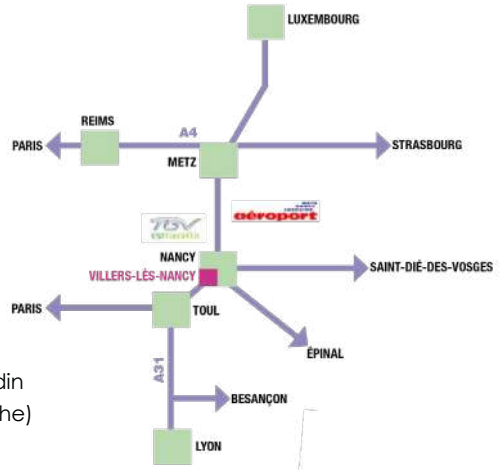 LUXEMBOURG
REIMS
A4
PARIS
STRASBOURG
METZ
TGV
aéroport
NANCY
SAINT-DIÉ-DES-VOSGES
VILLERS-LÈS-NANCY
PARIS
TOUL
ÉPINAL
A31
din
BESANÇON
he)
LYON